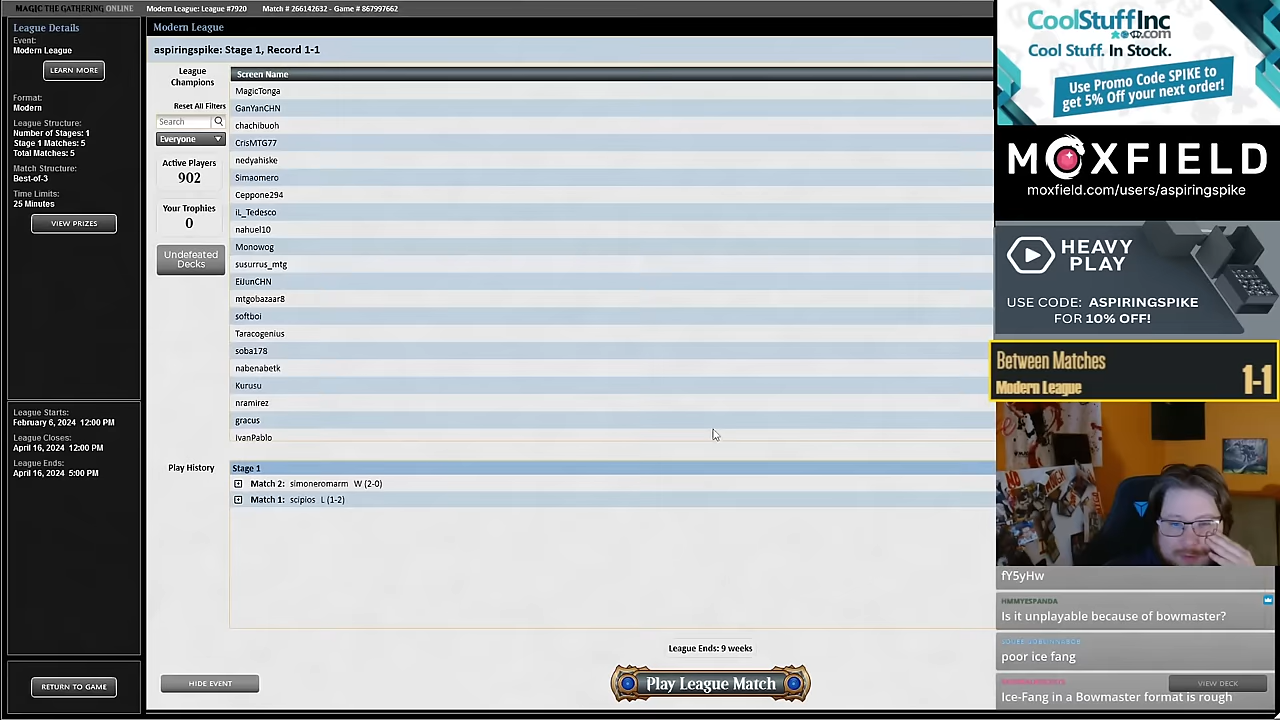 MAGIC THE GATHERING ONLINE
Modern League: League #7920
Match # 266142632 - Game # 867997662
League Details
Event:
Modern League
LEARN MORE
Format:
Modern
League Structure:
Number of Stages: 1
Stage 1 Matches: 5
Total Matches: 5
Match Structure:
Best-of-3
Time Limits:
25 Minutes
VIEW PRIZES
League Starts:
February 6, 2024 12:00 PM
League Closes:
April 16, 2024 12:00 PM
League Ends:
April 16, 2024 5:00 PM
RETURN TO GAME
Modern League
aspiringspike: Stage 1, Record 1-1
League
Champions
Reset All Filters
Search
Everyone
Active Players
902
Your Trophies
0
Undefeated
Decks
Screen Name
MagicTonga
GanYanCHN
chachibuoh
CrisMTG77
nedyahiske
Simaomero
Ceppone294
iL_Tedesco
nahuel10
Monowog
susurrus_mtg
EiJunCHN
mtgobazaar8
softboi
Taracogenius
soba178
nabenabetk
Kurusu
nramirez
gracus
IvanPablo
Play History
Stage 1
Match 2: simoneromarm W (2-0)
Match 1: scipios L (1-2)
League Ends: 9 weeks
HIDE EVENT
Play League Match
CoolStuffInc
.com
Cool Stuff. In Stock.
Use Promo Code SPIKE to
get 5% Off your next order!
MOXFIELD
moxfield.com/users/aspiringspike
HEAVY
PLAY
USE CODE: ASPIRINGSPIKE
FOR 10% OFF!
Between Matches
Modern League
1-1
fY5yHw
HMMYESPANDA
Is it unplayable because of bowmaster?
poor ice fang
VIEW DECK
Ice-Fang in a Bowmaster format is rough